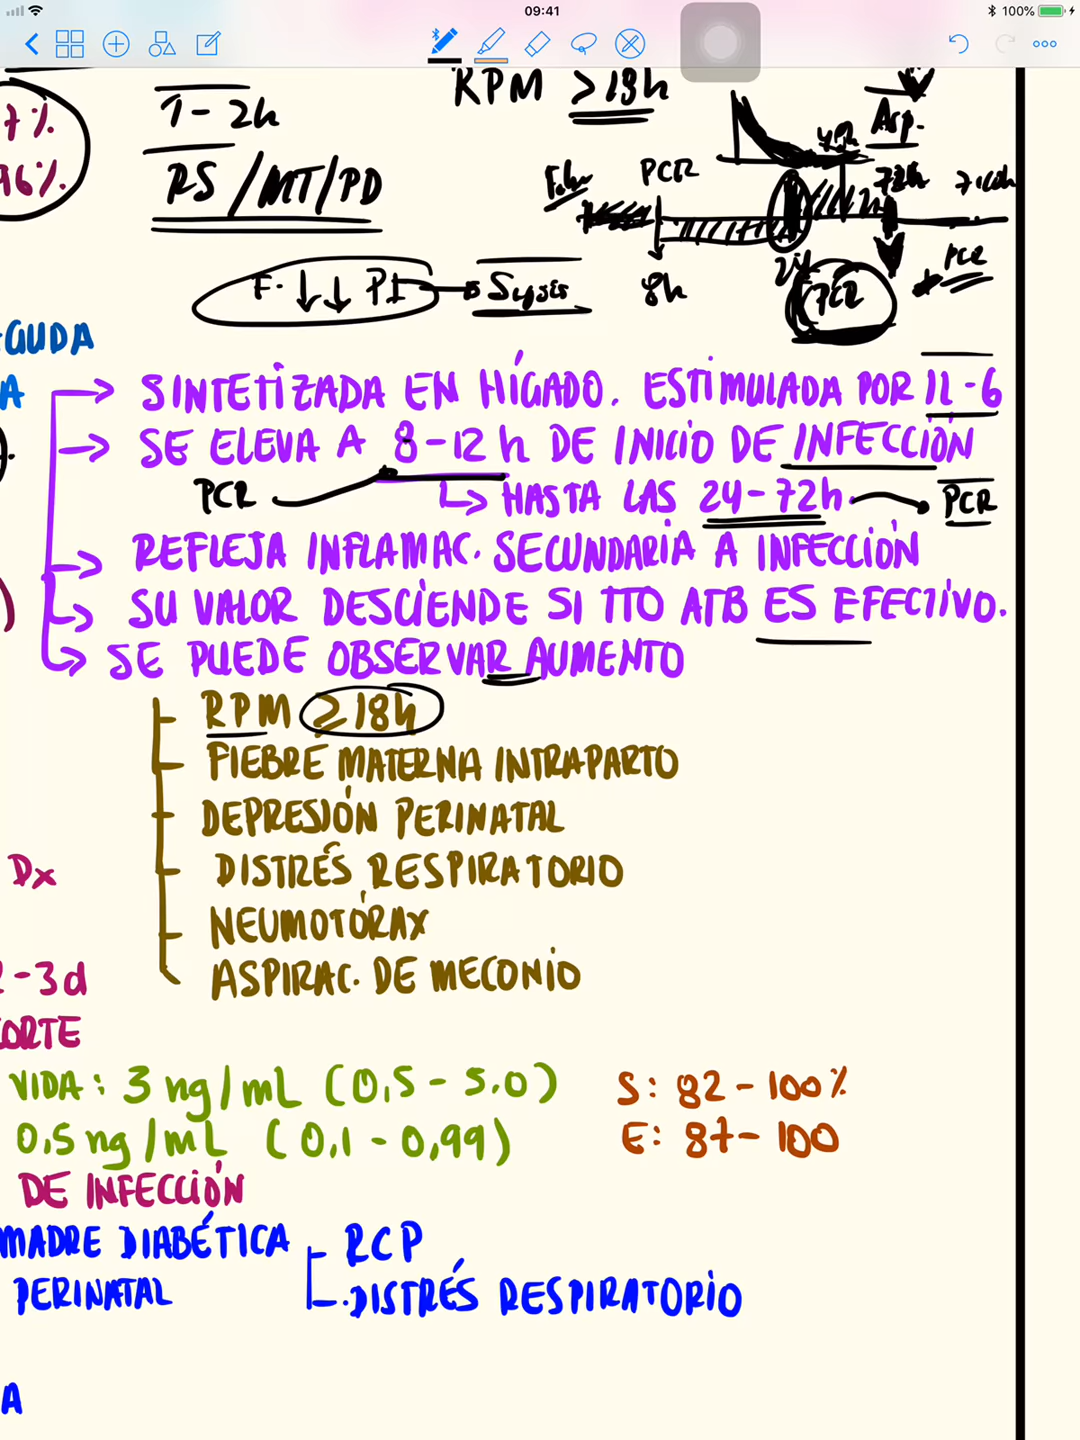 09:41
100%
RPM ≥18h
7%
1-2h
Asp.
96%
RS/MT/PD
PCR
72h
F. ↓↓ PI → Sepsis
8h
24
PCR
PCR
GUDA
A
→ SINTETIZADA EN HÍGADO. ESTIMULADA POR IL-6
→ SE ELEVA A 8-12h DE INICIO DE INFECCIÓN
PCR
↳ HASTA LAS 24-72h
PCR
→ REFLEJA INFLAMAC. SECUNDARIA A INFECCIÓN
→ SU VALOR DESCIENDE SI TTO ATB ES EFECTIVO.
→ SE PUEDE OBSERVAR AUMENTO
RPM ≥18h
FIEBRE MATERNA INTRAPARTO
DEPRESIÓN PERINATAL
Dx
DISTRÉS RESPIRATORIO
NEUMOTÓRAX
-3d
ASPIRAC. DE MECONIO
CORTE
VIDA: 3 ng/mL (0,5-5.0) S: 82-100%
0,5 ng/mL (0,1-0,99) E: 87-100
DE INFECCIÓN
MADRE DIABÉTICA
RCP
PERINATAL
DISTRÉS RESPIRATORIO
A